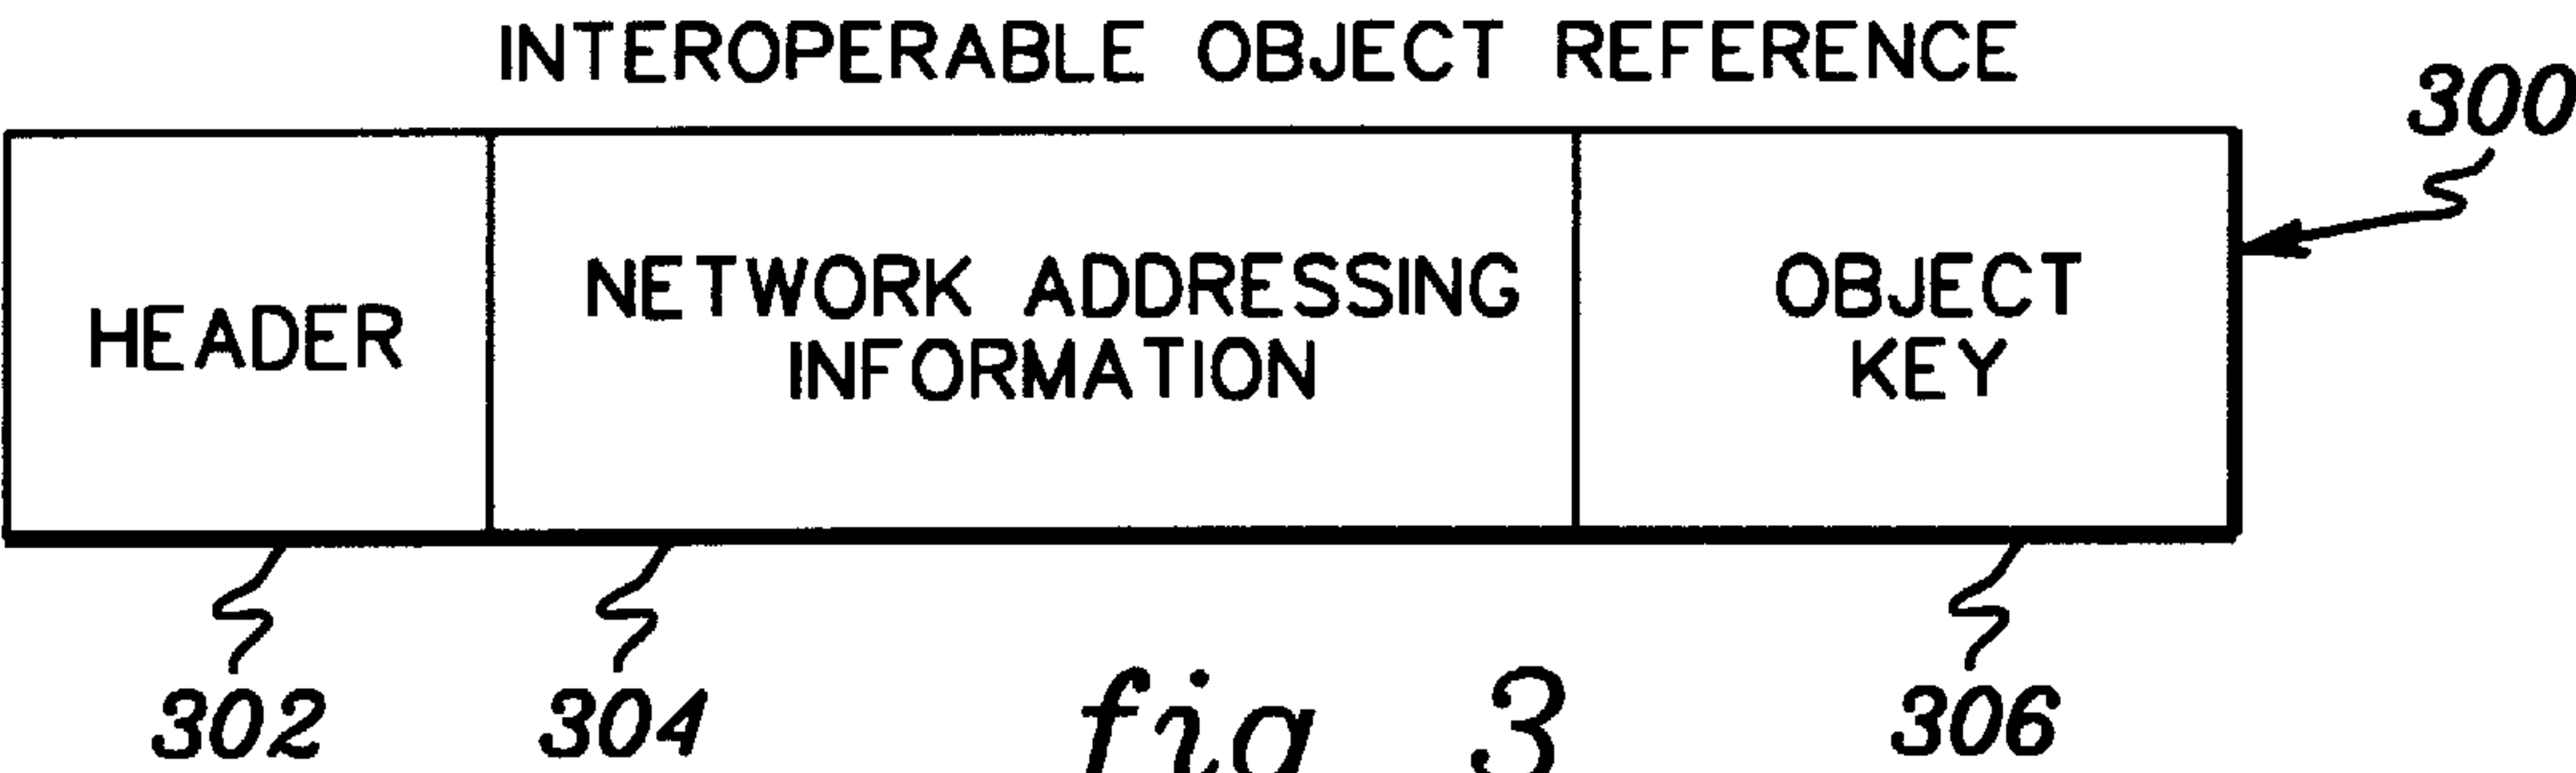 INTEROPERABLE OBJECT REFERENCE
300
HEADER
NETWORK ADDRESSING
INFORMATION
OBJECT
KEY
302
304
306
fig 3